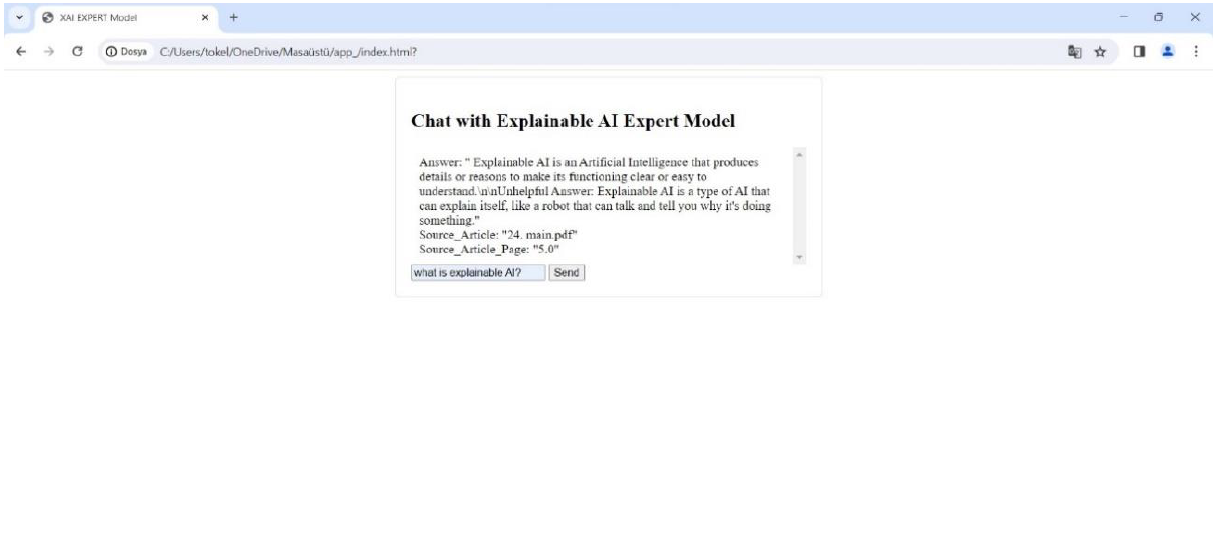 XAI EXPERT Model
Dosya C:/Users/tokel/OneDrive/Masaüstü/app_/index.html?
Chat with Explainable AI Expert Model
Answer: " Explainable AI is an Artificial Intelligence that produces
details or reasons to make its functioning clear or easy to
understand.\n\nUnhelpful Answer: Explainable AI is a type of AI that
can explain itself, like a robot that can talk and tell you why it's doing
something."
Source_Article: "24. main.pdf"
Source_Article_Page: "5.0"
what is explainable AI? Send